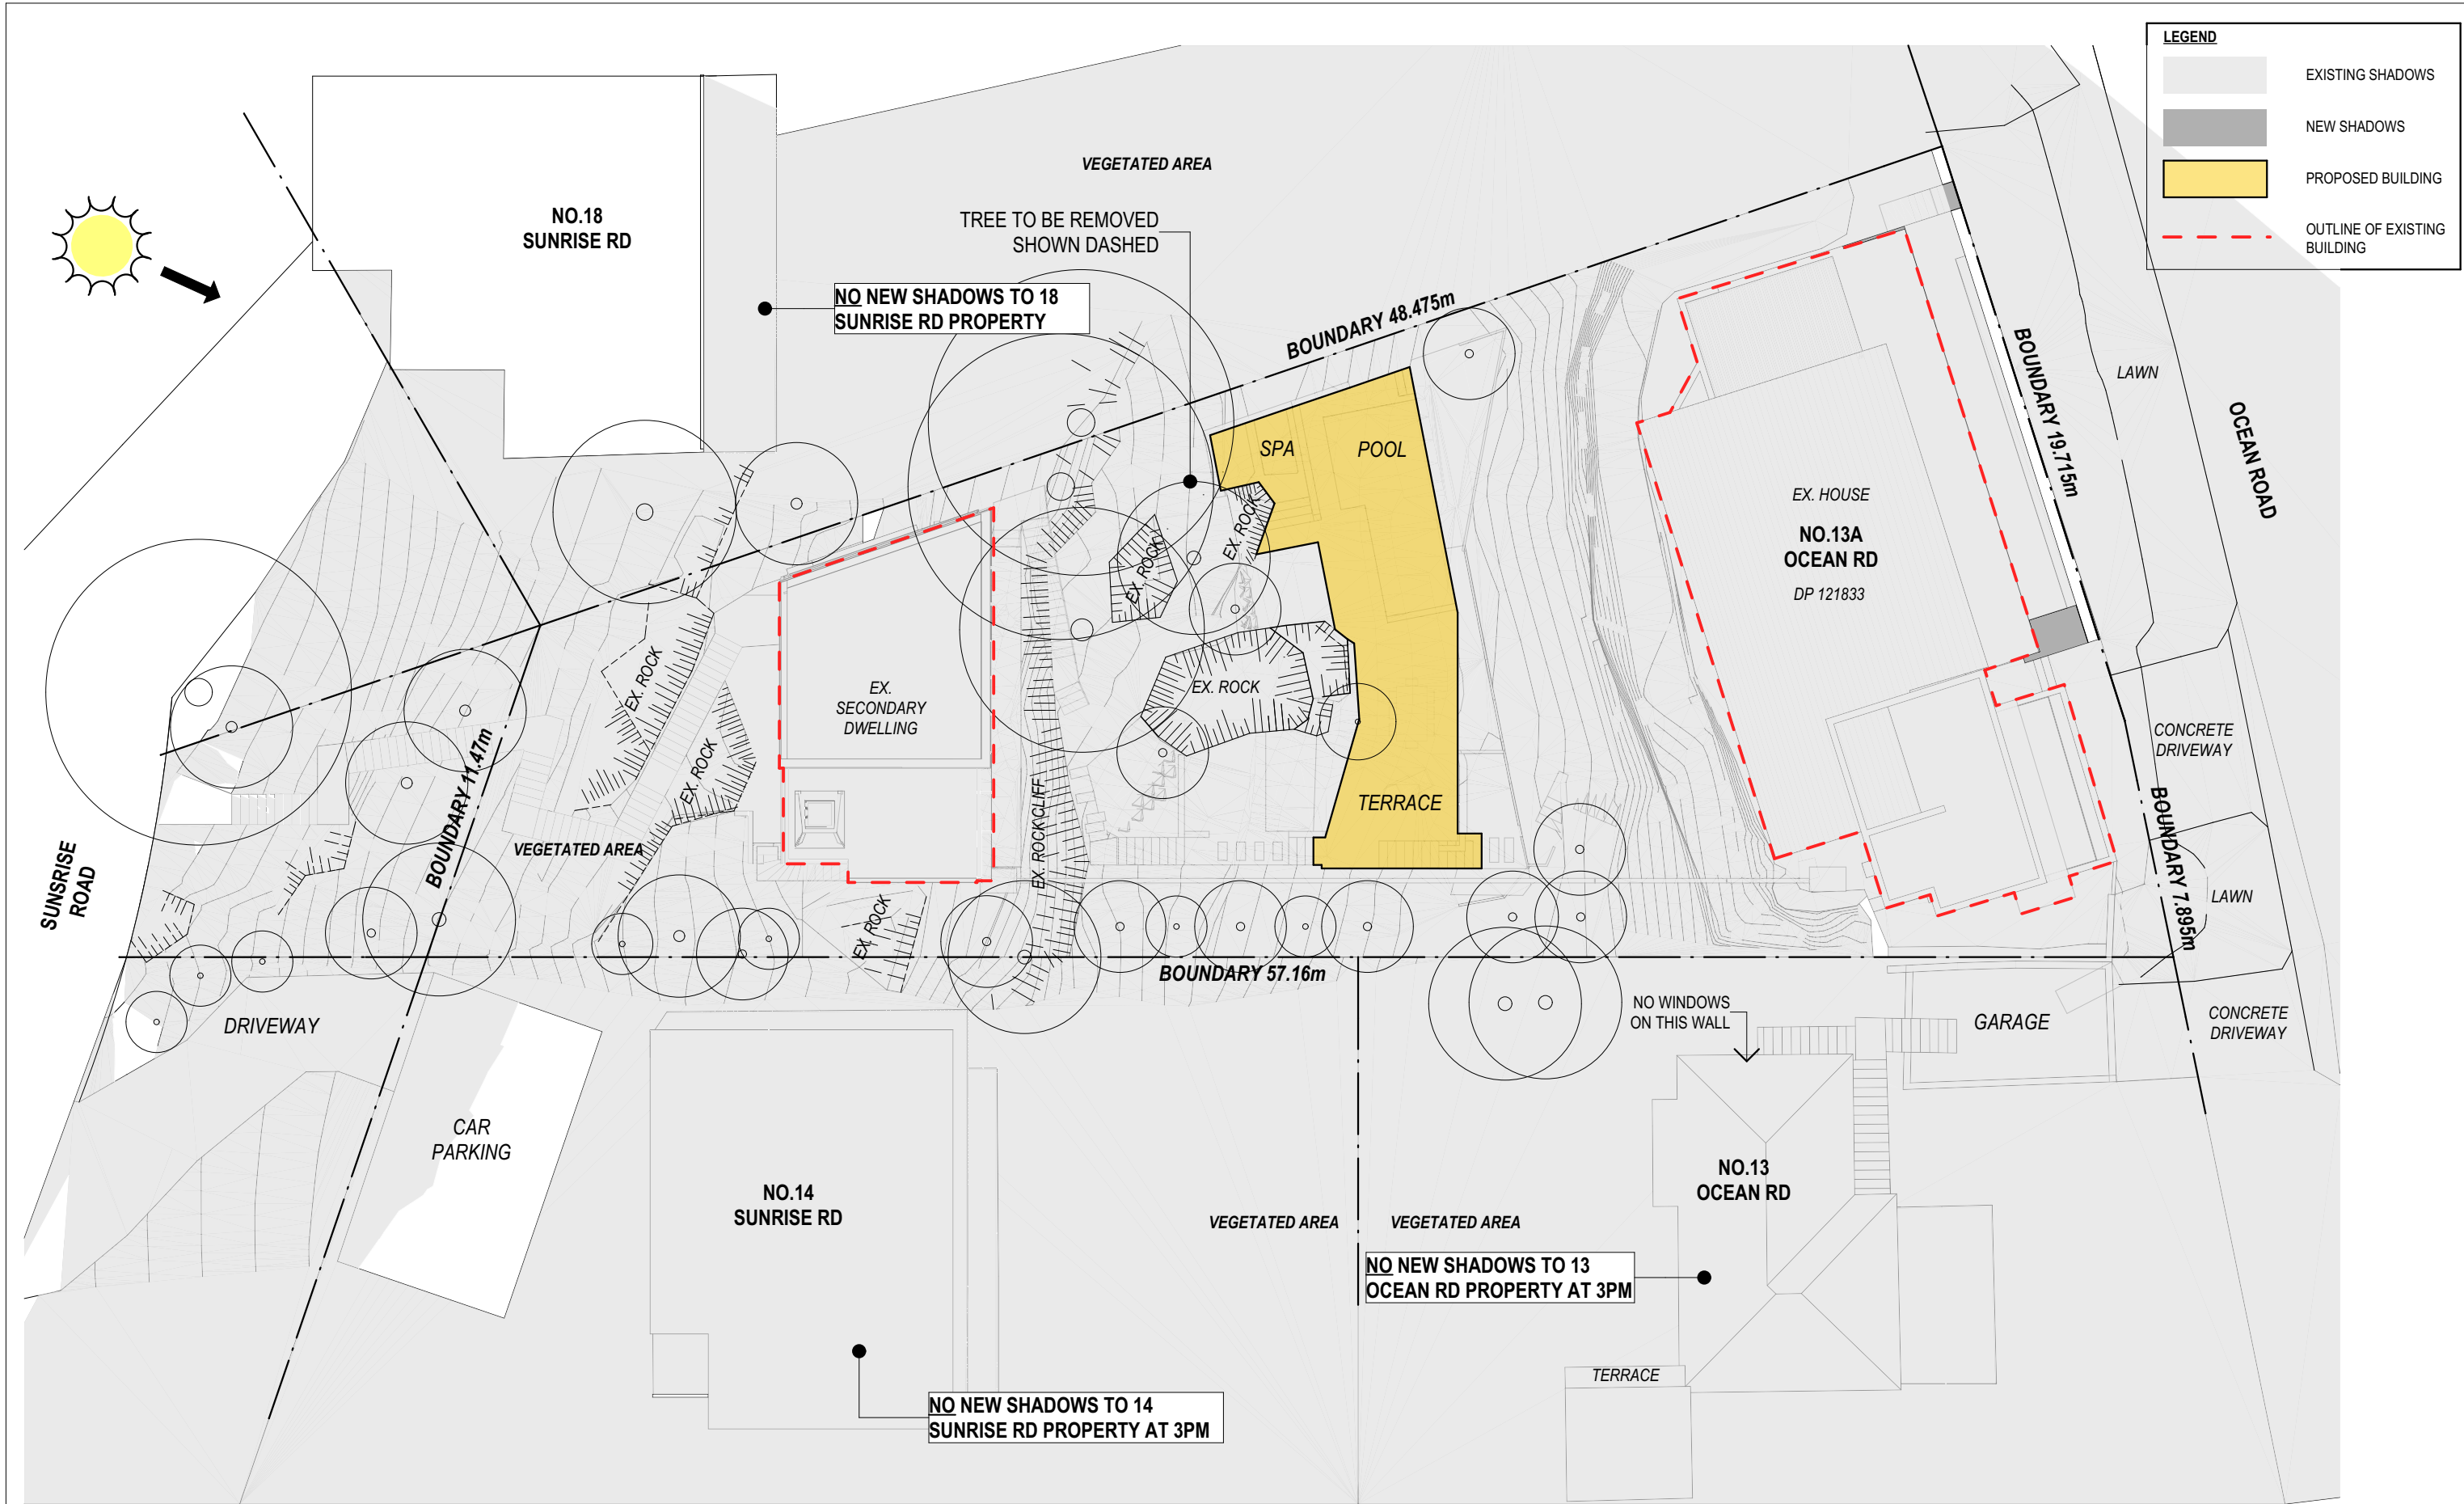 LEGEND
EXISTING SHADOWS
NEW SHADOWS
PROPOSED BUILDING
OUTLINE OF EXISTING
BUILDING
VEGETATED AREA
NO.18
SUNRISE RD
TREE TO BE REMOVED
SHOWN DASHED
NO NEW SHADOWS TO 18
SUNRISE RD PROPERTY
BOUNDARY 48.475m
BOUNDARY 19.715m
LAWN
OCEAN ROAD
SPA
POOL
EX. HOUSE
NO.13A
OCEAN RD
DP 121833
EX. ROCK
EX. ROCK
EX. ROCK
EX. ROCK
EX. ROCK
EX.
SECONDARY
DWELLING
CONCRETE
DRIVEWAY
BOUNDARY 11.47m
TERRACE
VEGETATED AREA
EX. ROCK CLIFF
BOUNDARY 7.895m
SUNSRISE
ROAD
LAWN
EX. ROCK
BOUNDARY 57.16m
DRIVEWAY
NO WINDOWS
ON THIS WALL
GARAGE
CONCRETE
DRIVEWAY
CAR
PARKING
NO.14
SUNRISE RD
NO.13
OCEAN RD
VEGETATED AREA
VEGETATED AREA
NO NEW SHADOWS TO 13
OCEAN RD PROPERTY AT 3PM
TERRACE
NO NEW SHADOWS TO 14
SUNRISE RD PROPERTY AT 3PM